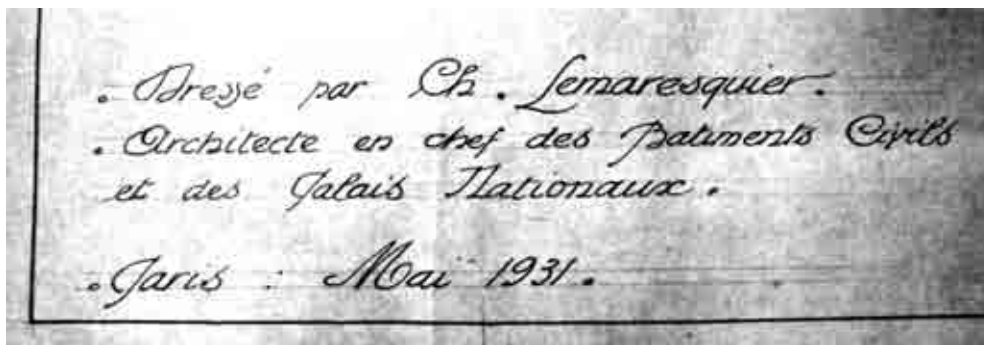 . Dressé par Ch. Lemaresquier.
. Architecte en chef des Batiments Civils
et des Palais Nationaux.
. Paris : Mai 1931.